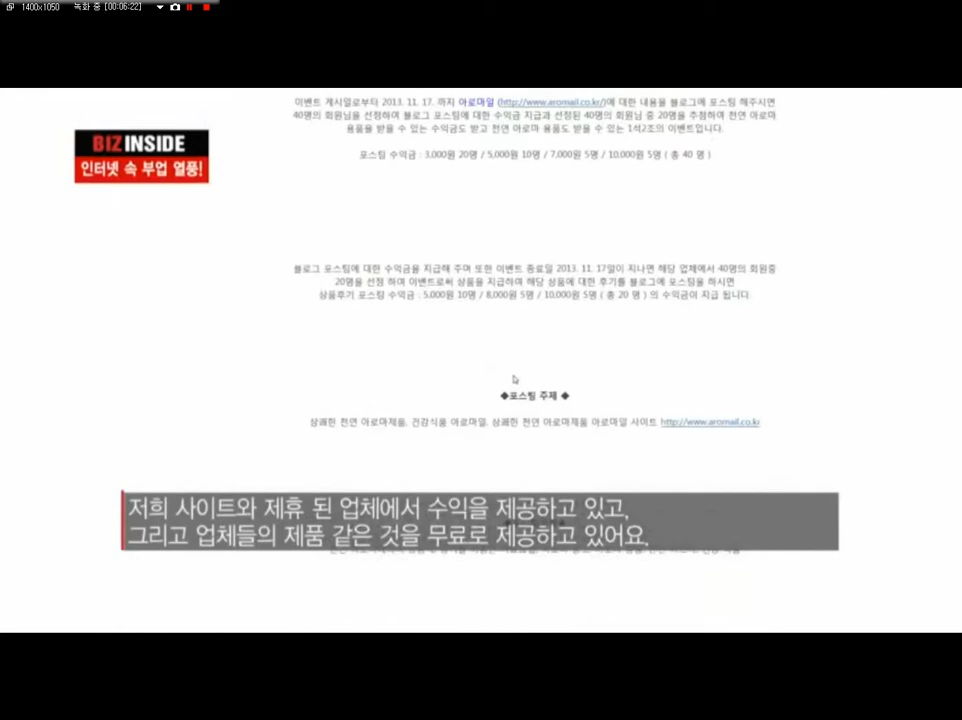 1400x1050 녹화 중 [00:06:22]
이벤트 게시일로부터 2013. 11. 17. 까지 아로마일 (http://www.aromail.co.kr/)에 대한 내용을 블로그에 포스팅 해주시면
40명의 회원님을 선정하여 블로그 포스팅에 대한 수익금 지급과 선정된 40명의 회원님 중 20명을 추첨하여 천연 아로마
용품을 받을 수 있는 수익금도 받고 천연 아로마 용품도 받을 수 있는 1석2조의 이벤트입니다.
BIZINSIDE
인터넷 속 부업 열풍!
포스팅 수익금 : 3,000원 20명 / 5,000원 10명 / 7,000원 5명 / 10,000원 5명 ( 총 40 명 )
블로그 포스팅에 대한 수익금을 지급해 주며 또한 이벤트 종료일 2013. 11. 17일이 지나면 해당 업체에서 40명의 회원중
20명을 선정 하여 이벤트로써 상품을 지급하며 해당 상품에 대한 후기를 블로그에 포스팅을 하시면
상품후기 포스팅 수익금 : 5,000원 10명 / 8,000원 5명 / 10,000원 5명 ( 총 20 명 ) 의 수익금이 지급 됩니다.
◆포스팅 주제 ◆
상쾌한 천연 아로마제품, 건강식품 아로마일, 상쾌한 천연 아로마제품 아로마일 사이트 http://www.aromail.co.kr
저희 사이트와 제휴 된 업체에서 수익을 제공하고 있고,
그리고 업체들의 제품 같은 것을 무료로 제공하고 있어요.